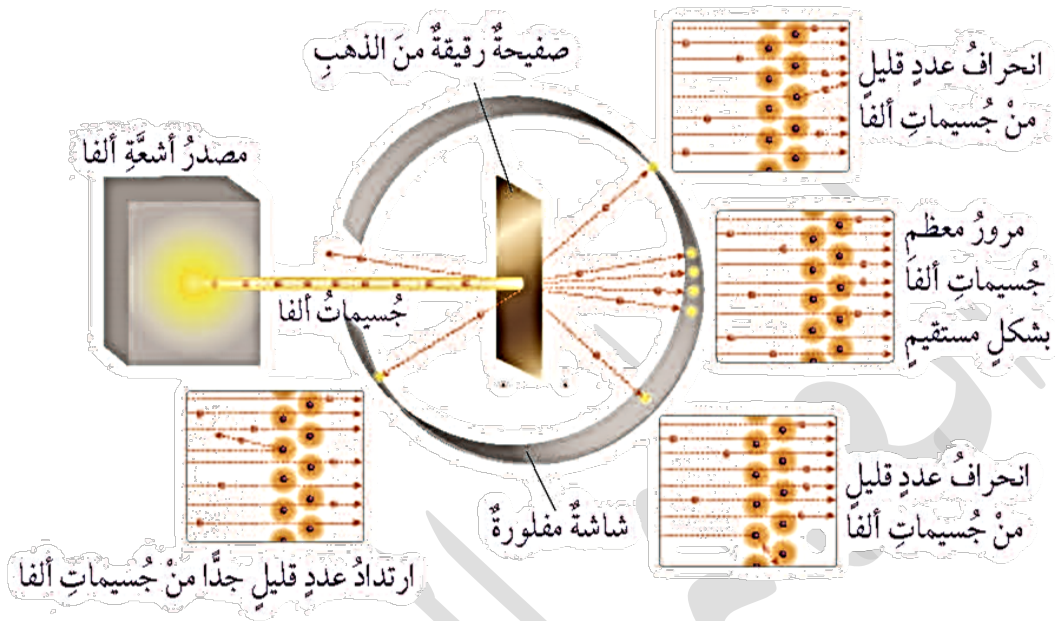 صفيحةٌ رقيقةٌ منَ الذهبِ
انحرافُ عددٍ قليلٍ
منْ جُسيماتِ ألفا
مصدرُ أشعَّةِ ألفا
مرورُ معظمِ
جُسيماتِ ألفا
بشكلٍ مستقيمٍ
جُسيماتُ ألفا
انحرافُ عددٍ قليلٍ
منْ جُسيماتِ ألفا
شاشةٌ مفلورةٌ
ارتدادُ عددٍ قليلٍ جدًّا منْ جُسيماتِ ألفا